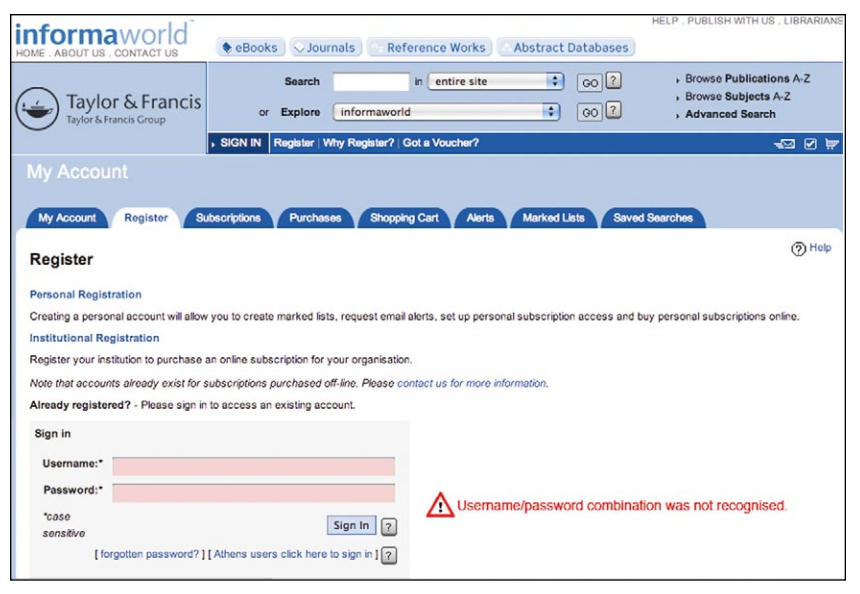 HELP . PUBLISH WITH US . LIBRARIANS
informaworld™
HOME . ABOUT US . CONTACT US
eBooks Journals Reference Works Abstract Databases
Taylor & Francis
Taylor & Francis Group
Search in entire site GO ?
or Explore informaworld GO ?
Browse Publications A-Z
Browse Subjects A-Z
Advanced Search
SIGN IN Register | Why Register? | Got a Voucher?
My Account
My Account Register Subscriptions Purchases Shopping Cart Alerts Marked Lists Saved Searches
? Help
Register
Personal Registration
Creating a personal account will allow you to create marked lists, request email alerts, set up personal subscription access and buy personal subscriptions online.
Institutional Registration
Register your institution to purchase an online subscription for your organisation.
Note that accounts already exist for subscriptions purchased off-line. Please contact us for more information.
Already registered? - Please sign in to access an existing account.
Sign in
Username:*
Password:*
! Username/password combination was not recognised.
*case
sensitive
Sign In ?
[ forgotten password? ] [ Athens users click here to sign in ] ?